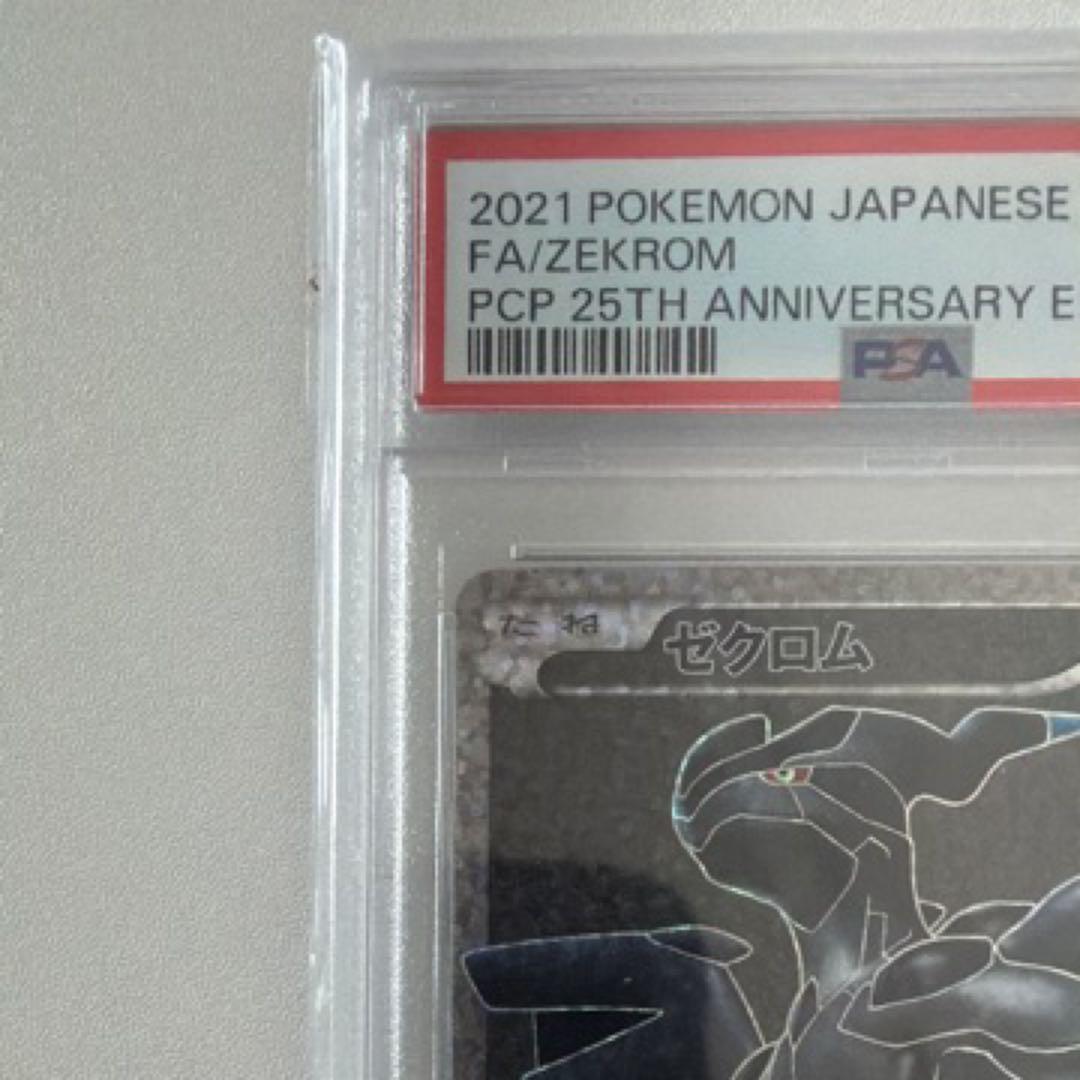 2021 POKEMON JAPANESE
FA/ZEKROM
PCP 25TH ANNIVERSARY E
PSA
たね
ゼクロム